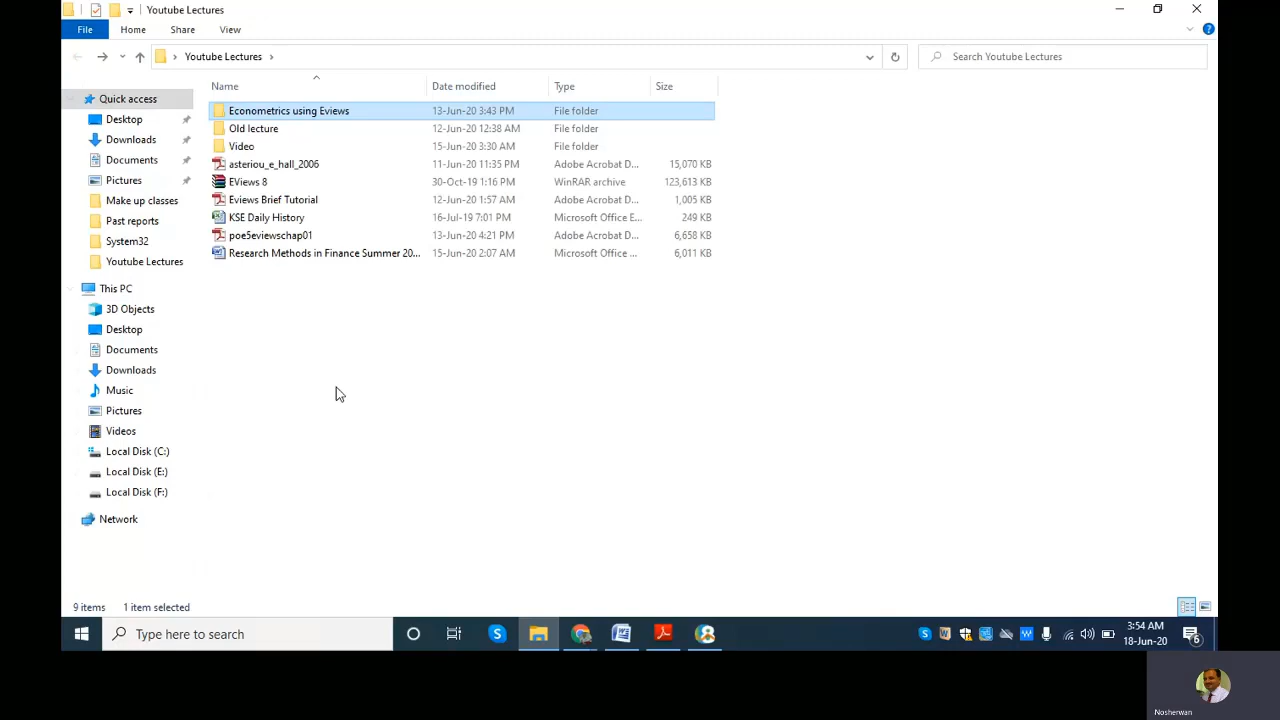 Youtube Lectures
File Home Share View
Youtube Lectures
Search Youtube Lectures
Name Date modified Type Size
Quick access
Desktop
Downloads
Documents
Pictures
Make up classes
Past reports
System32
Youtube Lectures
This PC
3D Objects
Desktop
Documents
Downloads
Music
Pictures
Videos
Local Disk (C:)
Local Disk (E:)
Local Disk (F:)
Network
Econometrics using Eviews 13-Jun-20 3:43 PM File folder
Old lecture 12-Jun-20 12:38 AM File folder
Video 15-Jun-20 3:30 AM File folder
asteriou_e_hall_2006 11-Jun-20 11:35 PM Adobe Acrobat D... 15,070 KB
EViews 8 30-Oct-19 1:16 PM WinRAR archive 123,613 KB
Eviews Brief Tutorial 12-Jun-20 1:57 AM Adobe Acrobat D... 1,005 KB
KSE Daily History 16-Jul-19 7:01 PM Microsoft Office E... 249 KB
poe5eviewschap01 13-Jun-20 4:21 PM Adobe Acrobat D... 6,658 KB
Research Methods in Finance Summer 20... 15-Jun-20 2:07 AM Microsoft Office ... 6,011 KB
9 items 1 item selected
Type here to search
3:54 AM
18-Jun-20
6
Nosherwan